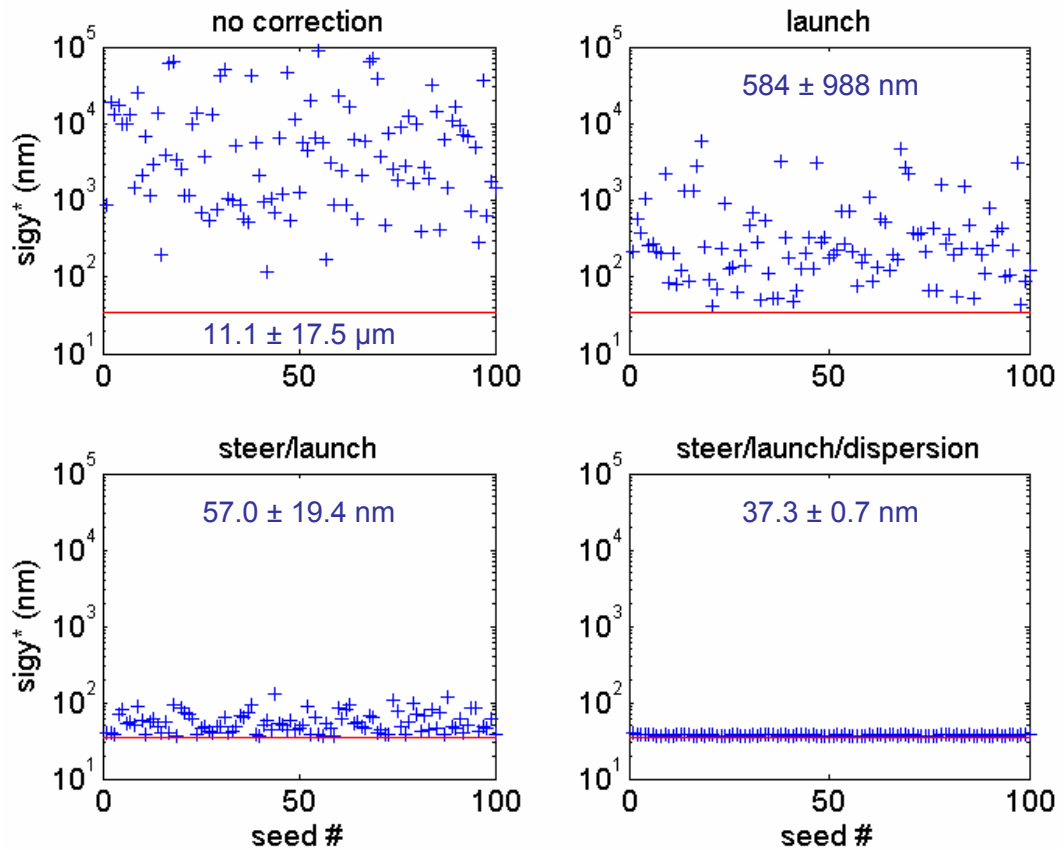 no correction
launch
sigy* (nm)
10^5
10^4
10^3
10^2
10^1
0
50
100
11.1 ± 17.5 µm
10^5
10^4
10^3
10^2
10^1
0
50
100
584 ± 988 nm
steer/launch
steer/launch/dispersion
sigy* (nm)
10^5
10^4
10^3
10^2
10^1
0
50
100
seed #
57.0 ± 19.4 nm
10^5
10^4
10^3
10^2
10^1
0
50
100
seed #
37.3 ± 0.7 nm